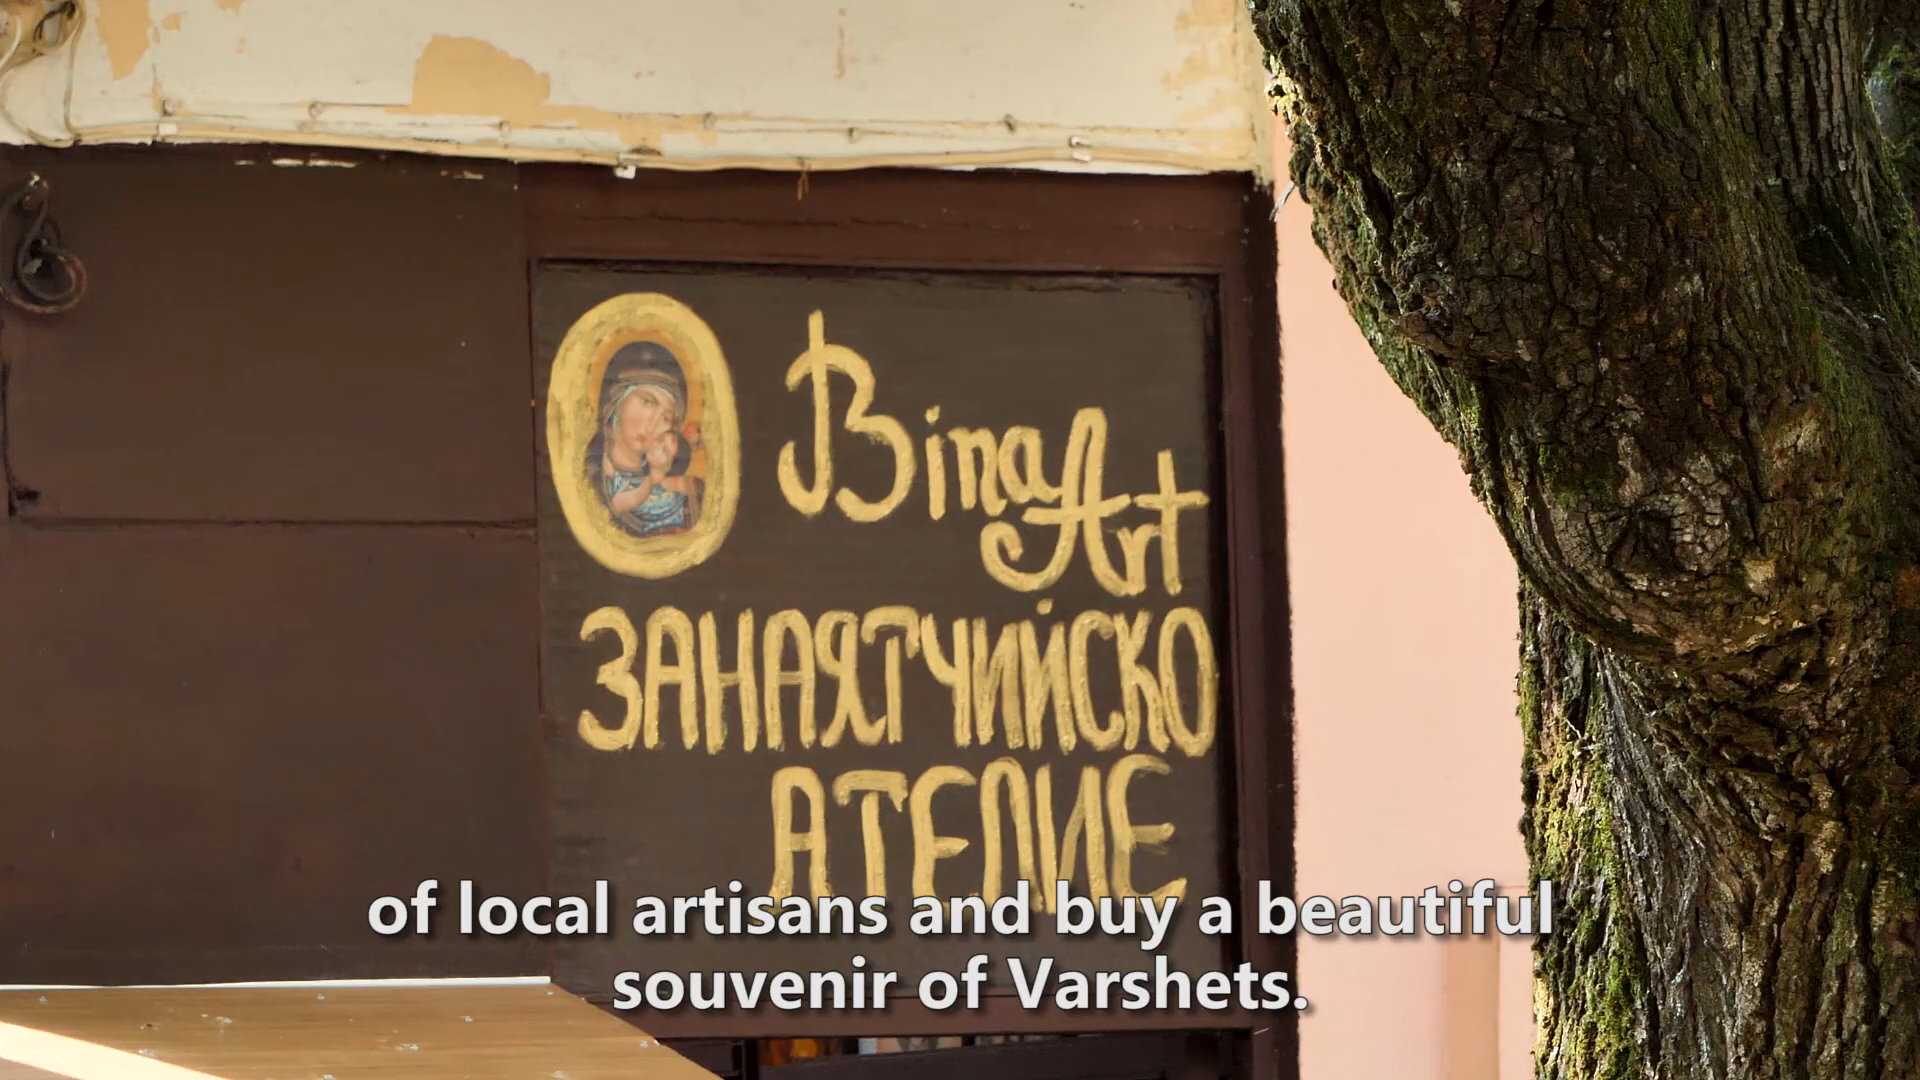 Bina
Art
ЗАНАЯТЧИЙСКО
АТЕЛИЕ
of local artisans and buy a beautiful
souvenir of Varshets.